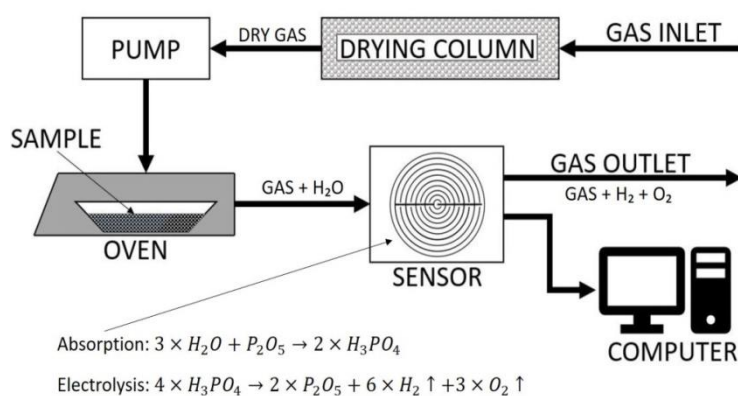 PUMP
DRY GAS
DRYING COLUMN
GAS INLET
SAMPLE
OVEN
GAS + H₂O
SENSOR
GAS OUTLET
GAS + H₂ + O₂
COMPUTER
Absorption: 3 × H₂O + P₂O₅ → 2 × H₃PO₄
Electrolysis: 4 × H₃PO₄ → 2 × P₂O₅ + 6 × H₂ ↑ +3 × O₂ ↑